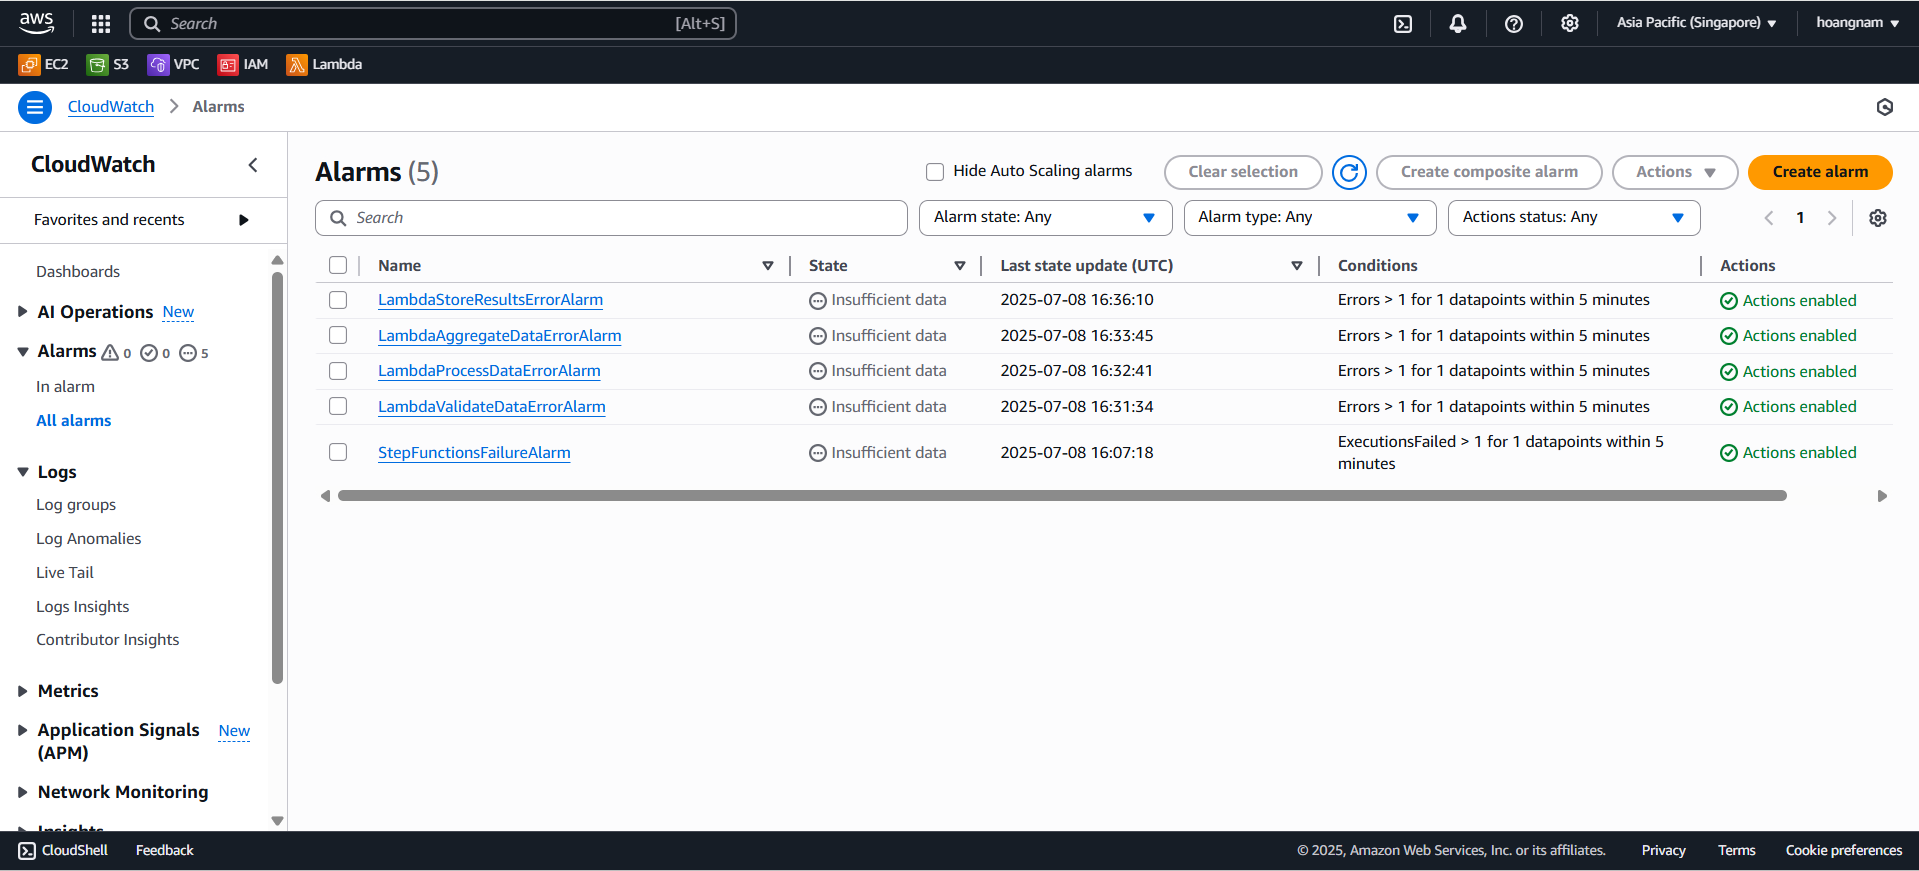 aws
Search [Alt+S]
Asia Pacific (Singapore)
hoangnam
EC2 S3 VPC IAM Lambda
CloudWatch > Alarms
CloudWatch
Favorites and recents
Dashboards
AI Operations New
Alarms 0 0 5
In alarm
All alarms
Logs
Log groups
Log Anomalies
Live Tail
Logs Insights
Contributor Insights
Metrics
Application Signals New
(APM)
Network Monitoring
Insights
Alarms (5)
Hide Auto Scaling alarms
Clear selection
Create composite alarm
Actions
Create alarm
Search
Alarm state: Any
Alarm type: Any
Actions status: Any
1
Name State Last state update (UTC) Conditions Actions
LambdaStoreResultsErrorAlarm Insufficient data 2025-07-08 16:36:10 Errors > 1 for 1 datapoints within 5 minutes Actions enabled
LambdaAggregateDataErrorAlarm Insufficient data 2025-07-08 16:33:45 Errors > 1 for 1 datapoints within 5 minutes Actions enabled
LambdaProcessDataErrorAlarm Insufficient data 2025-07-08 16:32:41 Errors > 1 for 1 datapoints within 5 minutes Actions enabled
LambdaValidateDataErrorAlarm Insufficient data 2025-07-08 16:31:34 Errors > 1 for 1 datapoints within 5 minutes Actions enabled
StepFunctionsFailureAlarm Insufficient data 2025-07-08 16:07:18 ExecutionsFailed > 1 for 1 datapoints within 5 Actions enabled
minutes
CloudShell Feedback
© 2025, Amazon Web Services, Inc. or its affiliates. Privacy Terms Cookie preferences